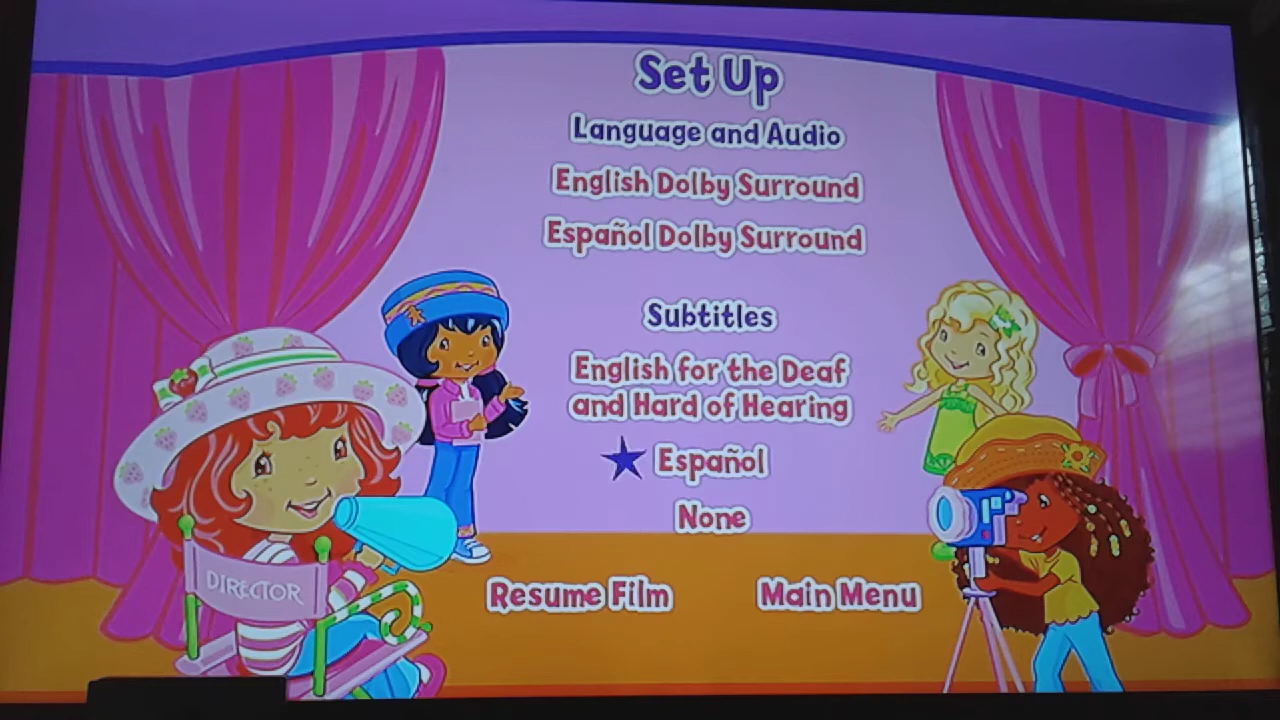 Set Up
Language and Audio
English Dolby Surround
Español Dolby Surround
Subtitles
English for the Deaf
and Hard of Hearing
Español
None
Resume Film
Main Menu
DIRECTOR